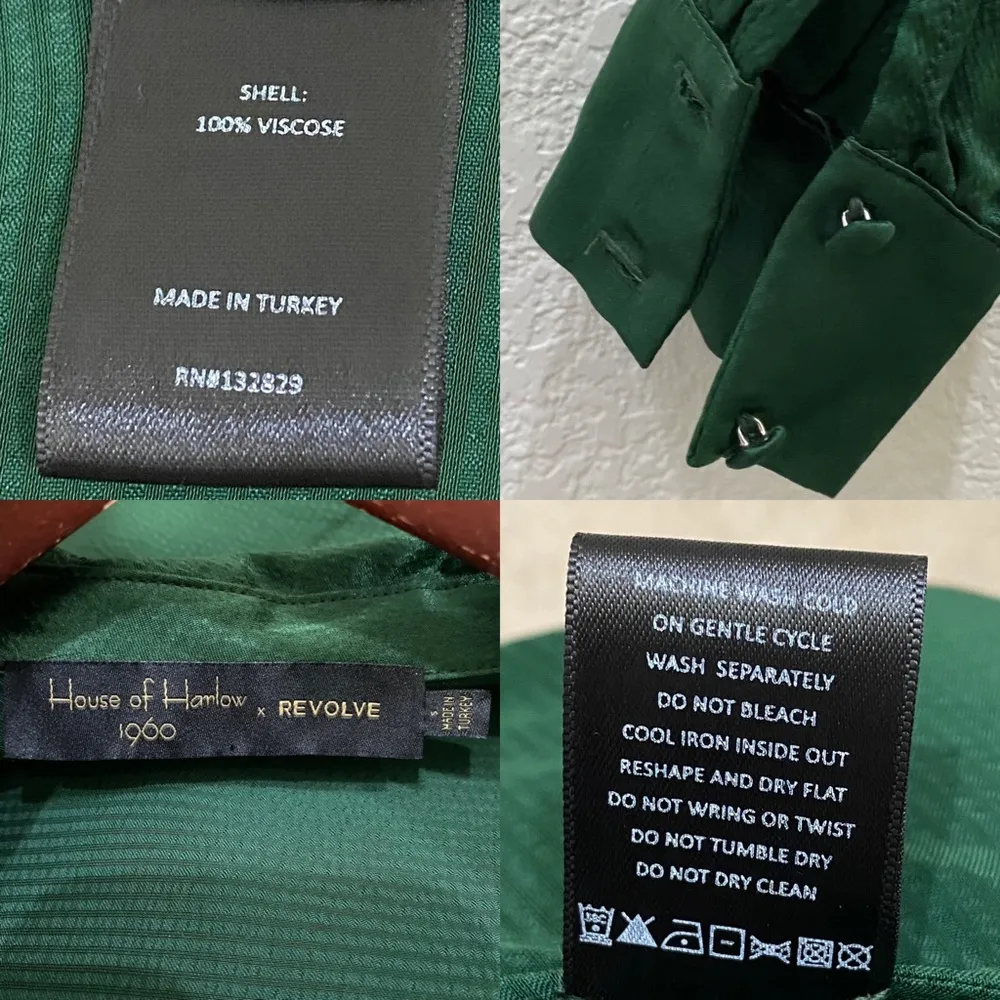 SHELL:
100% VISCOSE
MADE IN TURKEY
RN#132829
House of Harlow
1960
x REVOLVE
S
MADE IN
TURKEY
MACHINE WASH COLD
ON GENTLE CYCLE
WASH SEPARATELY
DO NOT BLEACH
COOL IRON INSIDE OUT
RESHAPE AND DRY FLAT
DO NOT WRING OR TWIST
DO NOT TUMBLE DRY
DO NOT DRY CLEAN